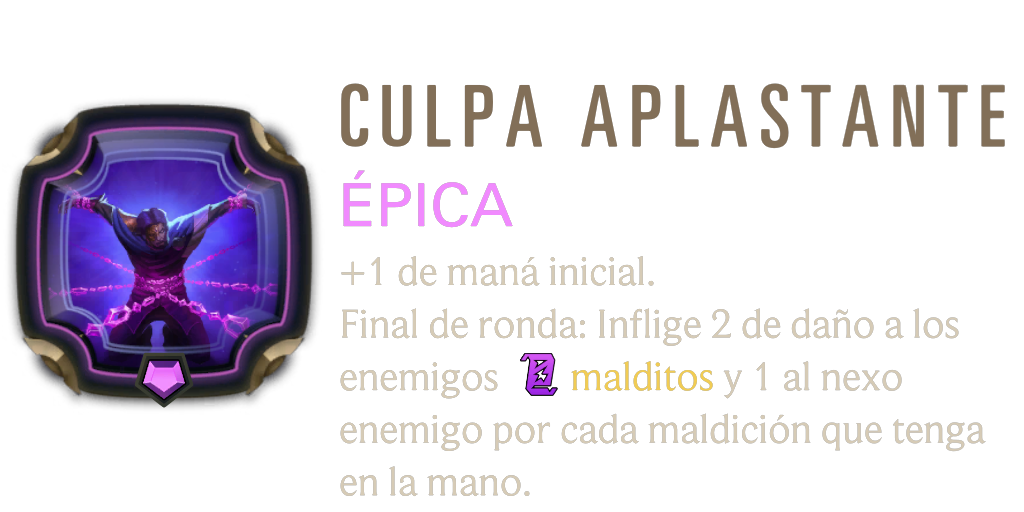 CULPA APLASTANTE
ÉPICA
+1 de maná inicial.
Final de ronda: Inflige 2 de daño a los
enemigos malditos y 1 al nexo
enemigo por cada maldición que tenga
en la mano.